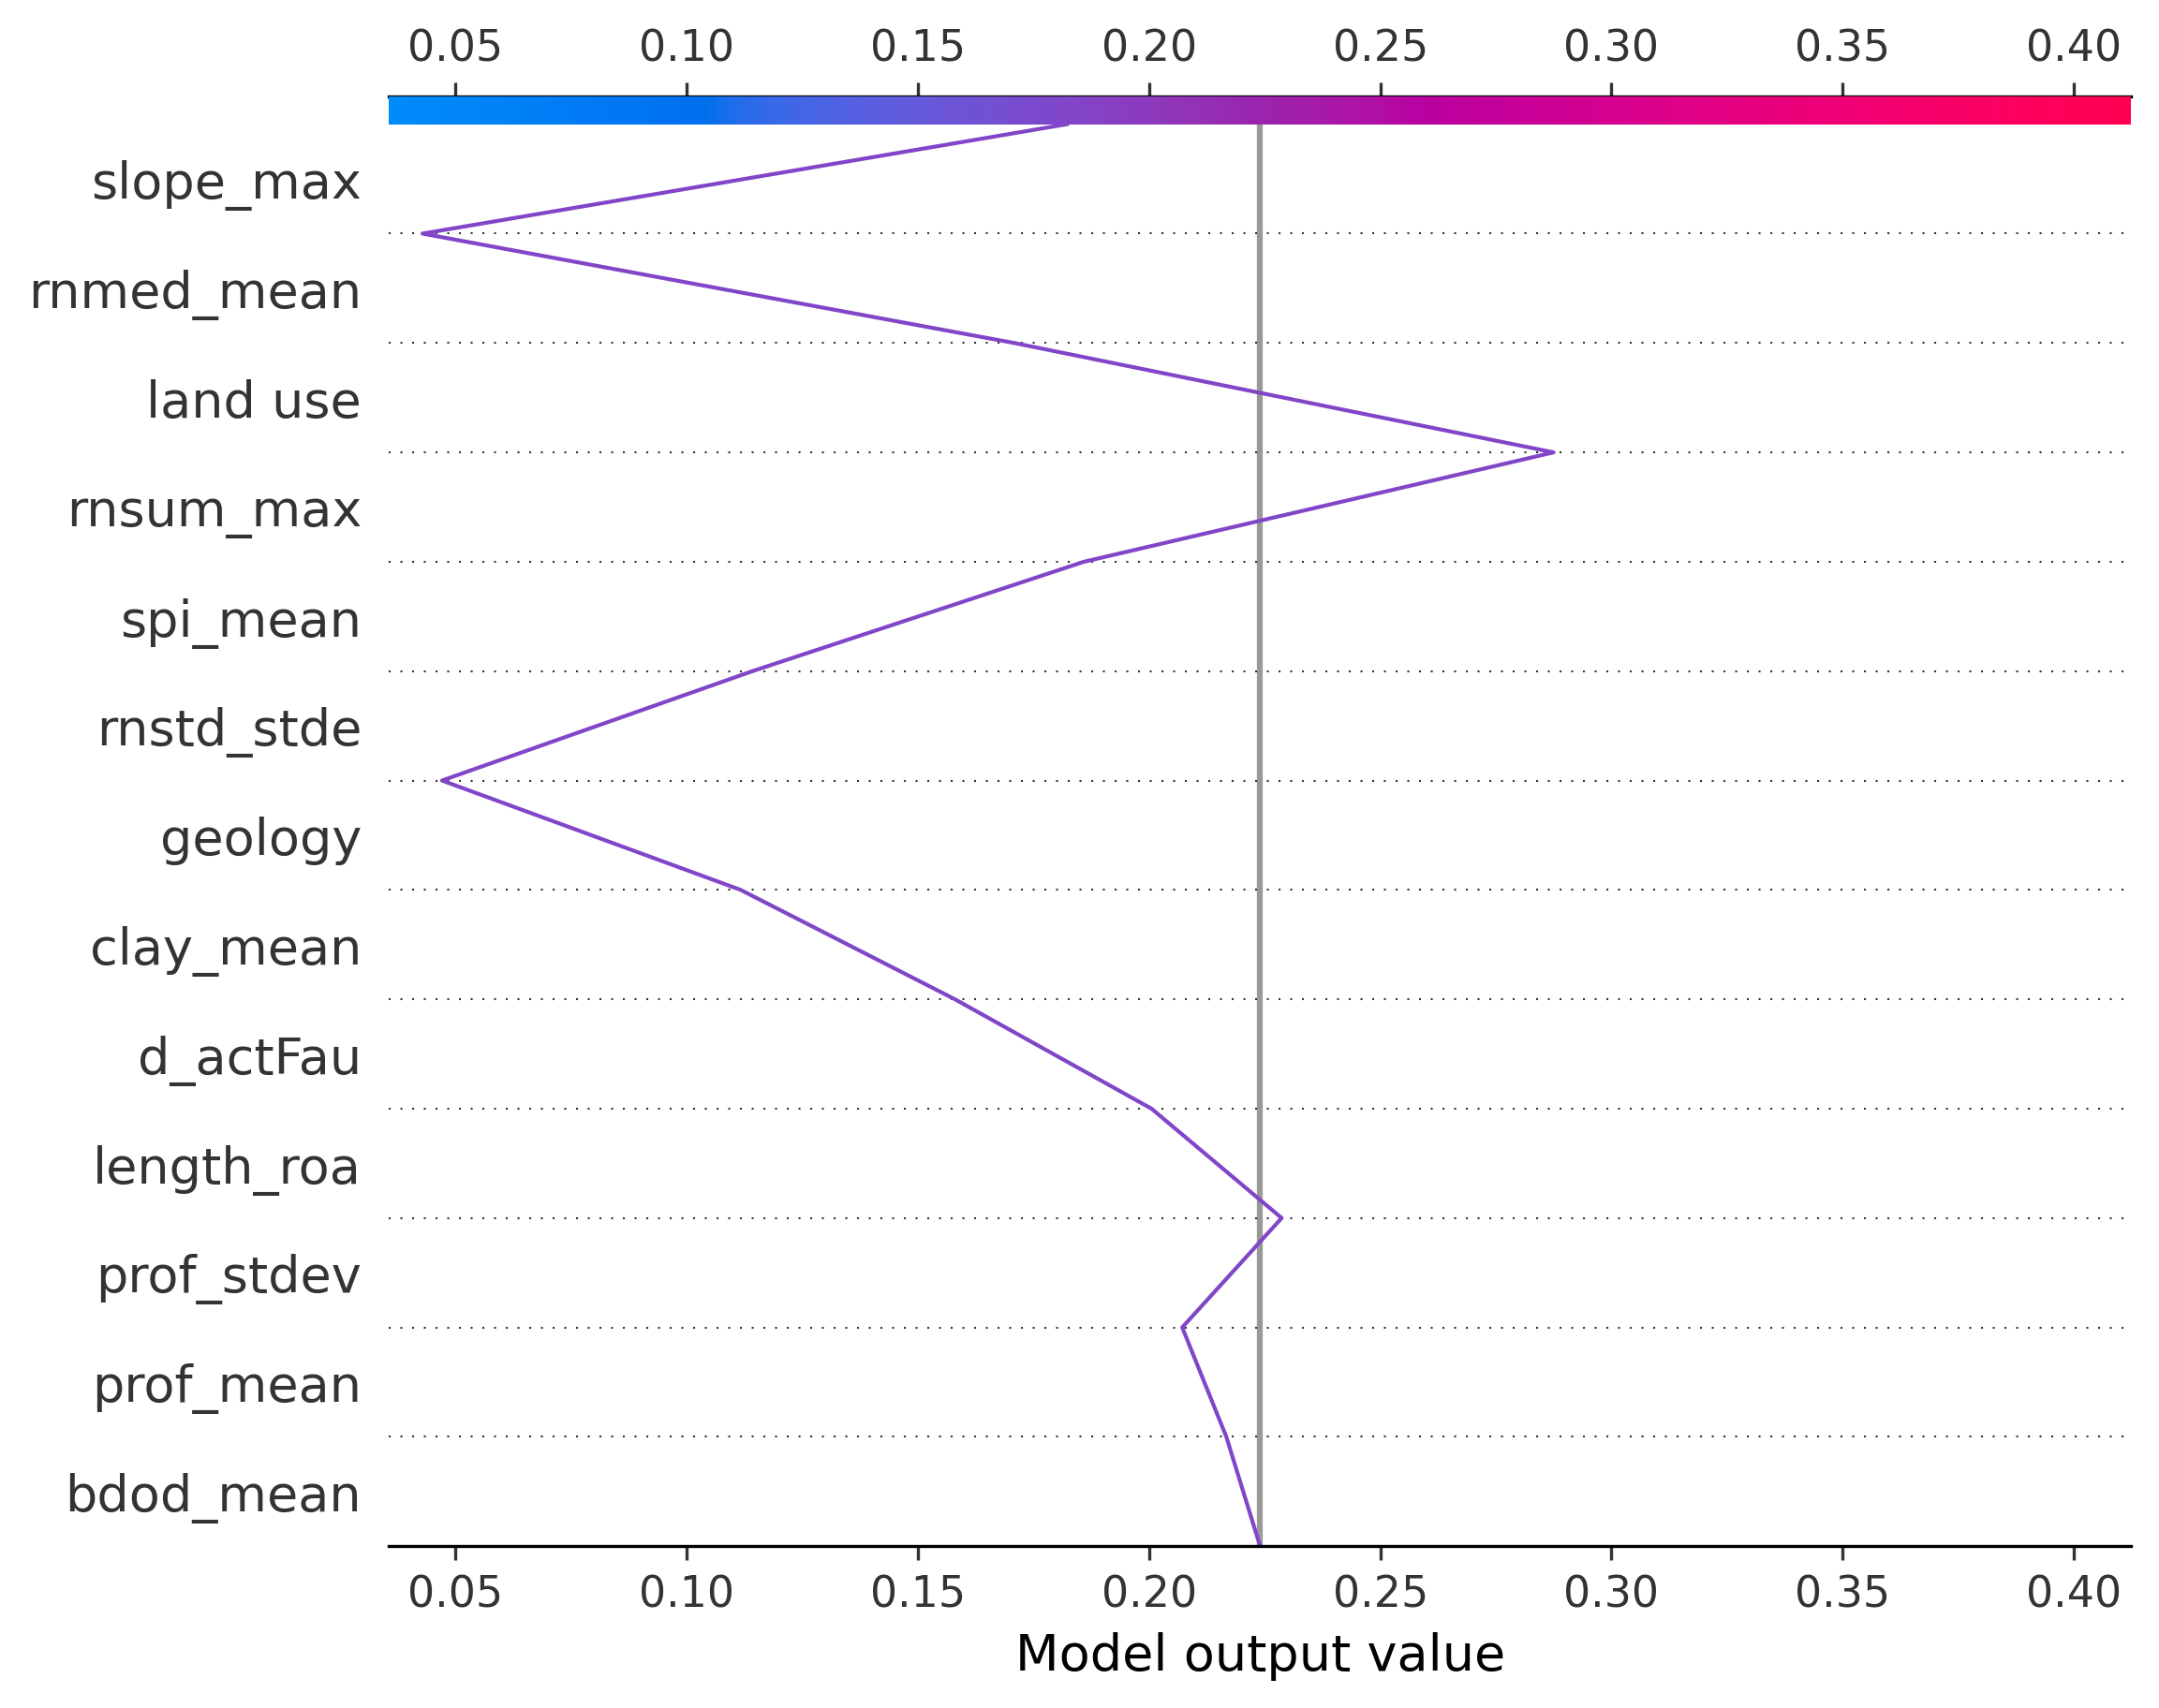 0.05 0.10 0.15 0.20 0.25 0.30 0.35 0.40
slope_max
rnmed_mean
land use
rnsum_max
spi_mean
rnstd_stde
geology
clay_mean
d_actFau
length_roa
prof_stdev
prof_mean
bdod_mean
0.05 0.10 0.15 0.20 0.25 0.30 0.35 0.40
Model output value